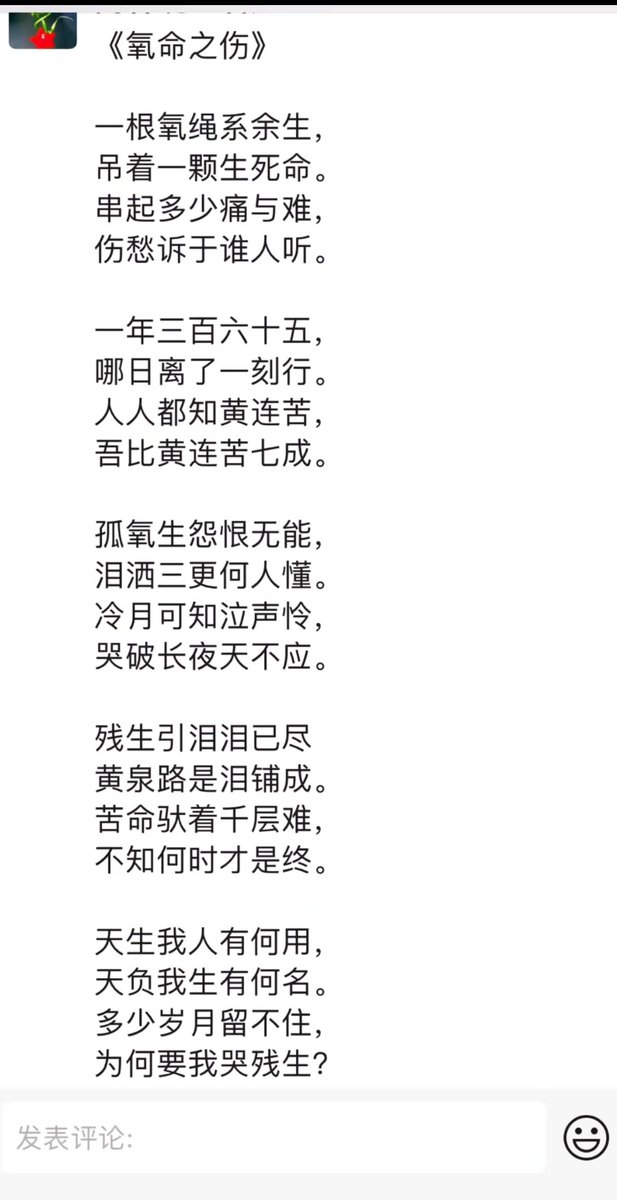 《氧命之伤》
一根氧绳系余生，
吊着一颗生死命。
串起多少痛与难，
伤愁诉于谁人听。
一年三百六十五，
哪日离了一刻行。
人人都知黄连苦，
吾比黄连苦七成。
孤氧生怨恨无能，
泪洒三更何人懂。
冷月可知泣声怜，
哭破长夜天不应。
残生引泪泪已尽
黄泉路是泪铺成。
苦命驮着千层难，
不知何时才是终。
天生我人有何用，
天负我生有何名。
多少岁月留不住，
为何要我哭残生？
发表评论: